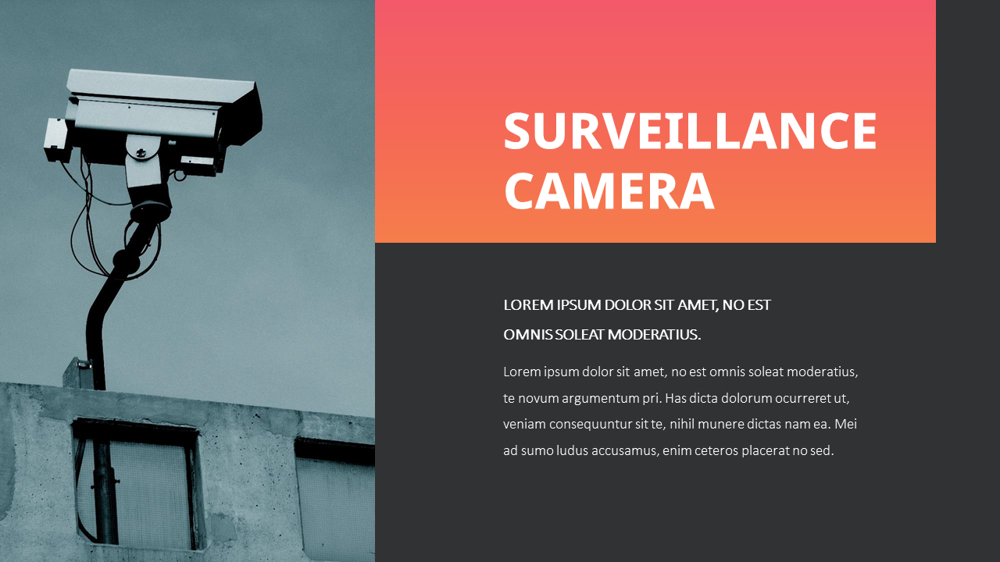 SURVEILLANCE
CAMERA
LOREM IPSUM DOLOR SIT AMET, NO EST
OMNIS SOLEAT MODERATIUS.
Lorem ipsum dolor sit amet, no est omnis soleat moderatius,
te novum argumentum pri. Has dicta dolorum ocurreret ut,
veniam consequuntur sit te, nihil munere dictas nam ea. Mei
ad sumo ludus accusamus, enim ceteros placerat no sed.